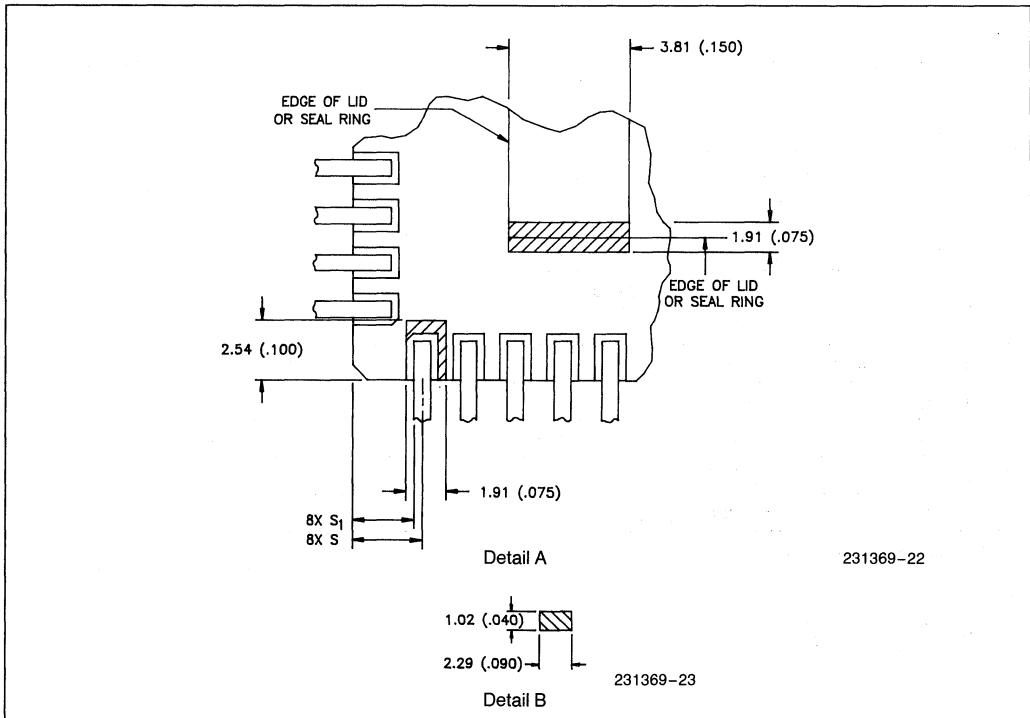 3.81 (.150)
EDGE OF LID
OR SEAL RING
1.91 (.075)
EDGE OF LID
OR SEAL RING
2.54 (.100)
1.91 (.075)
8X S1
8X S
Detail A
231369-22
1.02 (.040)
2.29 (.090)
231369-23
Detail B